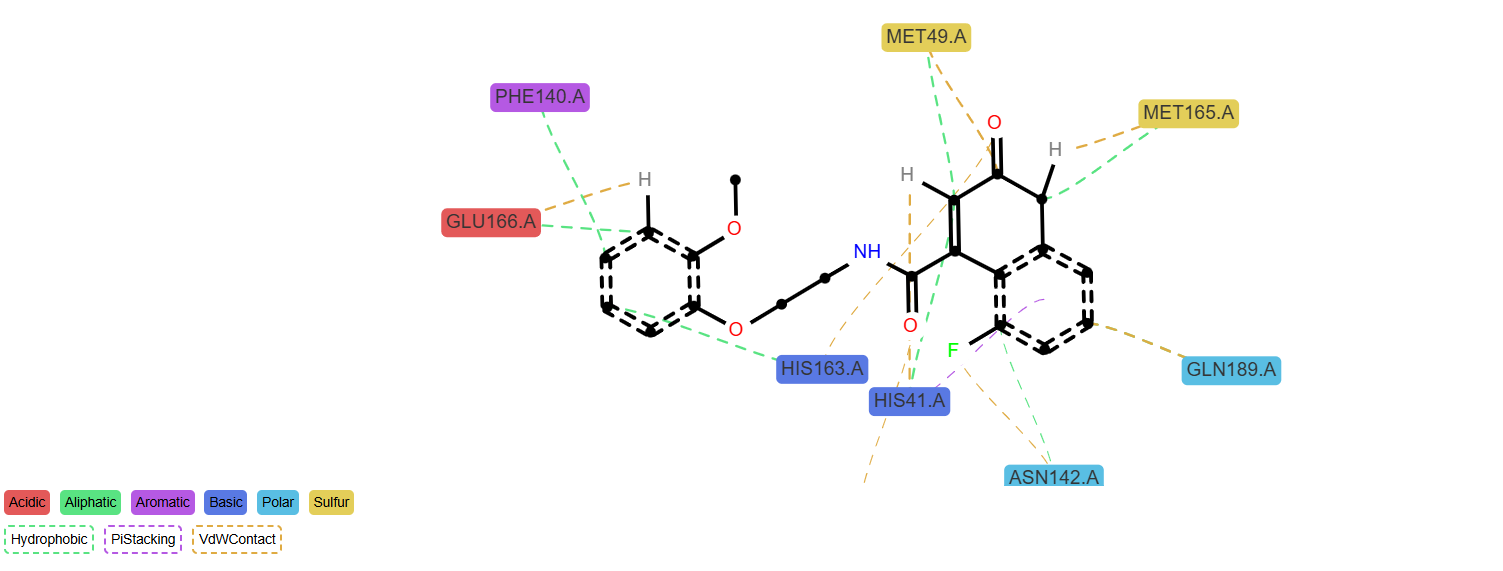 MET49.A
PHE140.A
MET165.A
O
H
H
H
GLU166.A
O
NH
O
O
F
HIS163.A
GLN189.A
HIS41.A
ASN142.A
Acidic Aliphatic Aromatic Basic Polar Sulfur
Hydrophobic PiStacking VdWContact